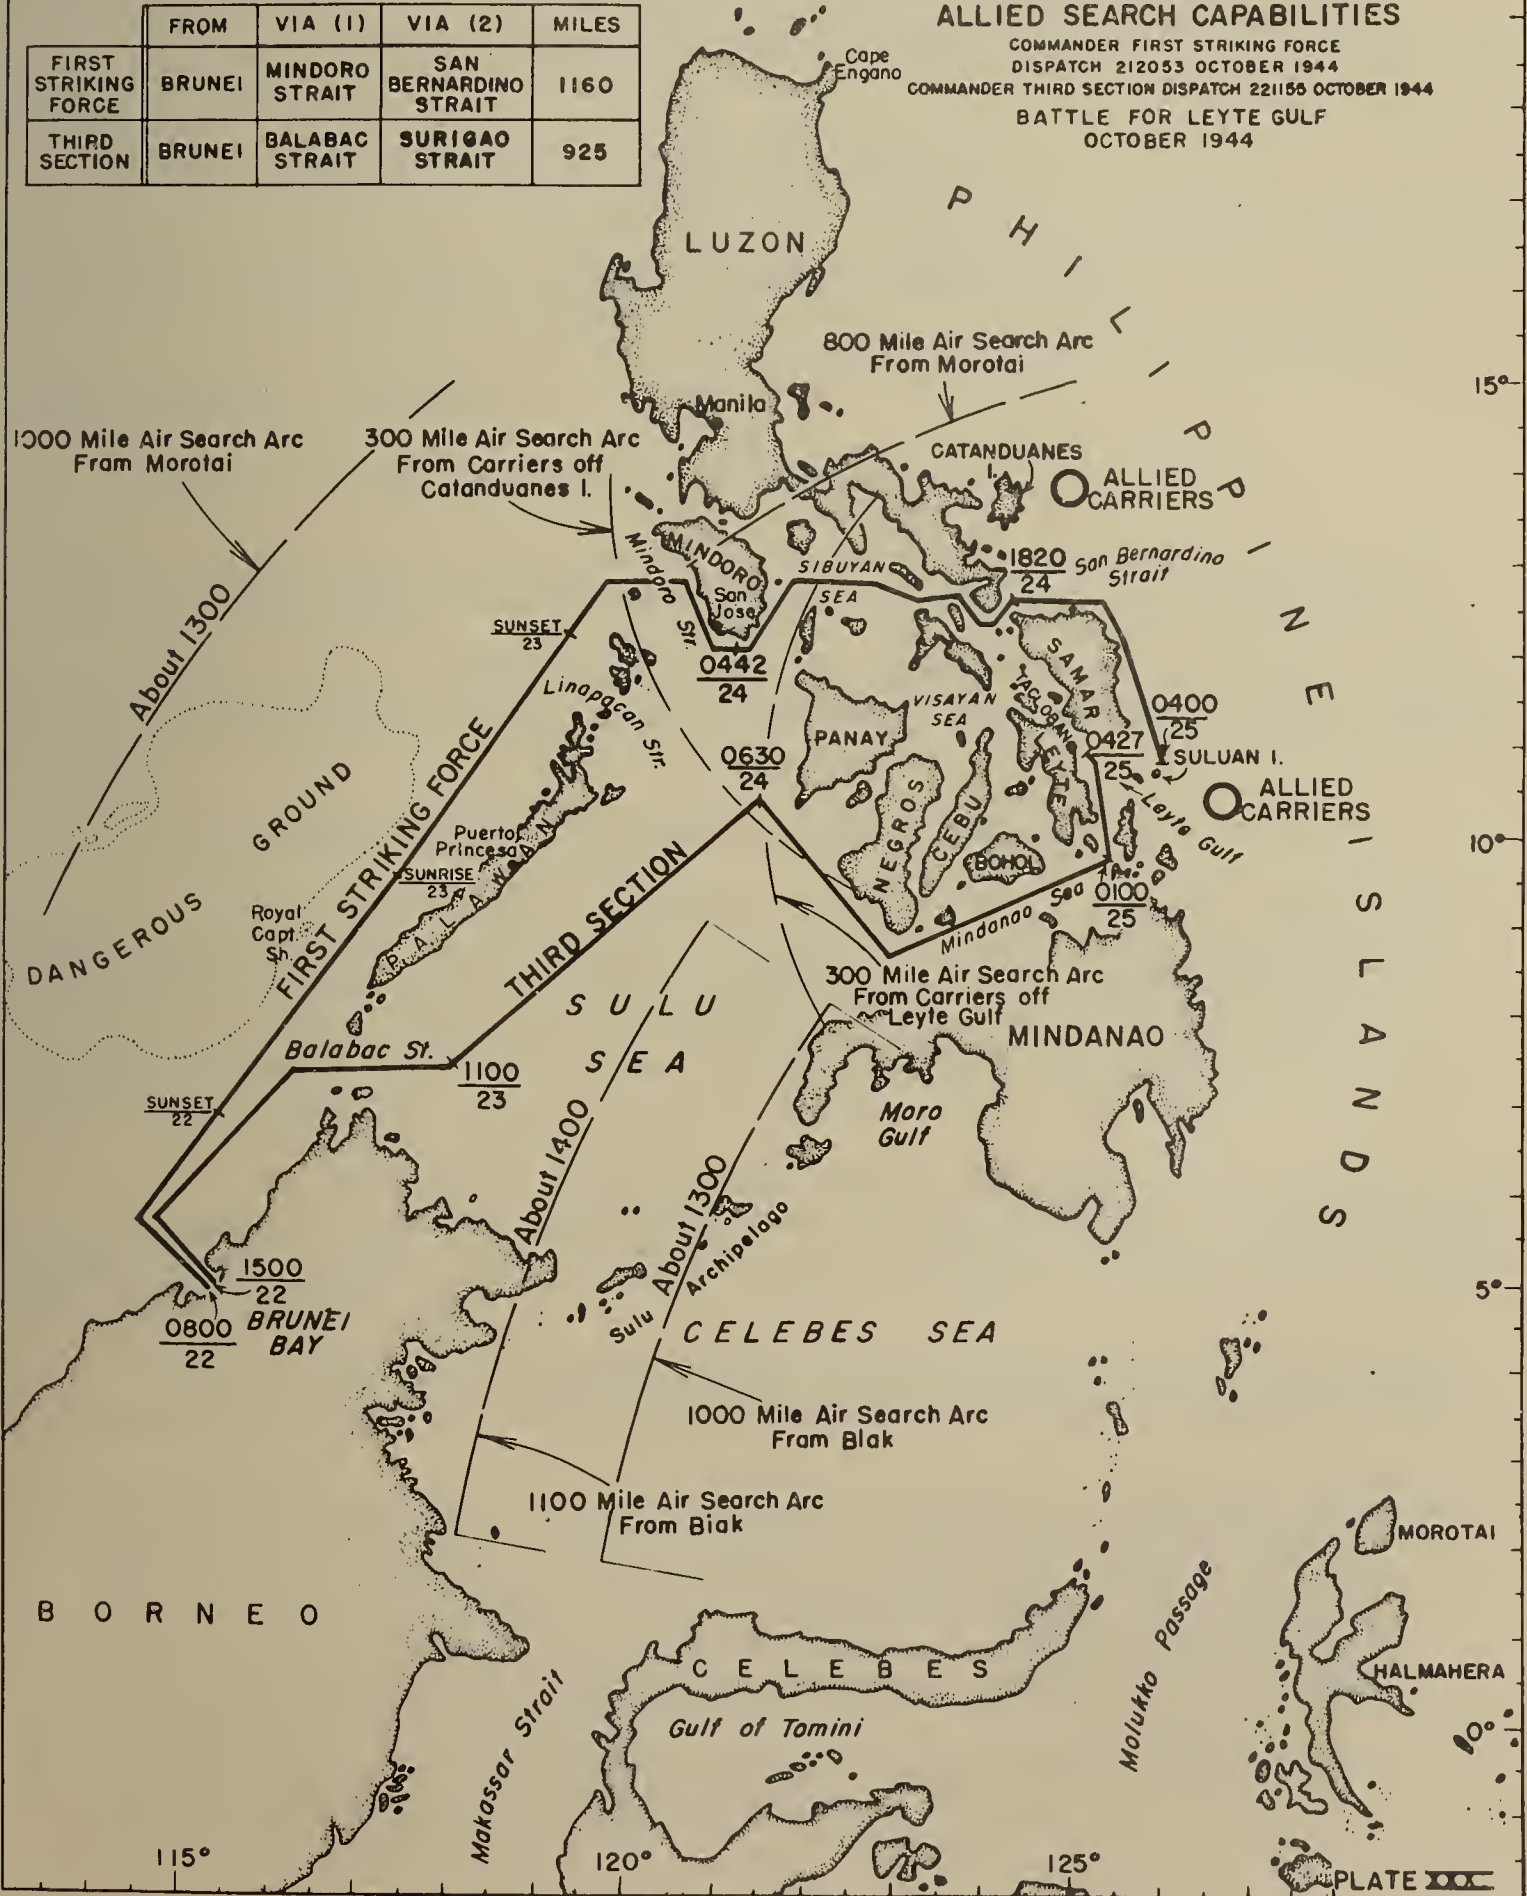 FROM VIA (1) VIA (2) MILES
FIRST STRIKING FORCE BRUNEI MINDORO STRAIT SAN BERNARDINO STRAIT 1160
THIRD SECTION BRUNEI BALABAC STRAIT SURIGAO STRAIT 925
ALLIED SEARCH CAPABILITIES
COMMANDER FIRST STRIKING FORCE
DISPATCH 212053 OCTOBER 1944
COMMANDER THIRD SECTION DISPATCH 221155 OCTOBER 1944
BATTLE FOR LEYTE GULF
OCTOBER 1944
Cape
Engano
PHILIPPINE ISLANDS
LUZON
800 Mile Air Search Arc
From Morotai
15°
Manila
1000 Mile Air Search Arc
Fram Morotai
300 Mile Air Search Arc
From Carriers off
Catanduanes I.
CATANDUANES
I.
ALLIED
CARRIERS
Mindoro Str.
MINDORO
San
Jose
SIBUYAN
SEA
1820
24
San Bernardino
Strait
About 1300
SUNSET
23
0442
24
Linapacan Str.
VISAYAN
SEA
SAMAR
TACLOBAN
LEYTE
0400
25
0427
25
SULUAN I.
PANAY
0630
24
NEGROS
CEBU
BOHOL
Leyte Gulf
ALLIED
CARRIERS
10°
DANGEROUS
GROUND
FIRST STRIKING FORCE
Puerto
Princesa
SUNRISE
23
PALAWAN
Royal
Capt.
Sh.
THIRD SECTION
Mindanao Sea
0100
25
300 Mile Air Search Arc
From Carriers off
Leyte Gulf
SULU
SEA
MINDANAO
Balabac St.
1100
23
SUNSET
22
Moro
Gulf
About 1400
About 1300
Sulu Archipelago
1500
22
0800
22
BRUNEI
BAY
5°
CELEBES SEA
1000 Mile Air Search Arc
Fram Biak
1100 Mile Air Search Arc
From Biak
MOROTAI
BORNEO
Molukko Passage
CELEBES
HALMAHERA
Gulf of Tomini
Makassar Strait
0°
115°
120°
125°
PLATE XXX